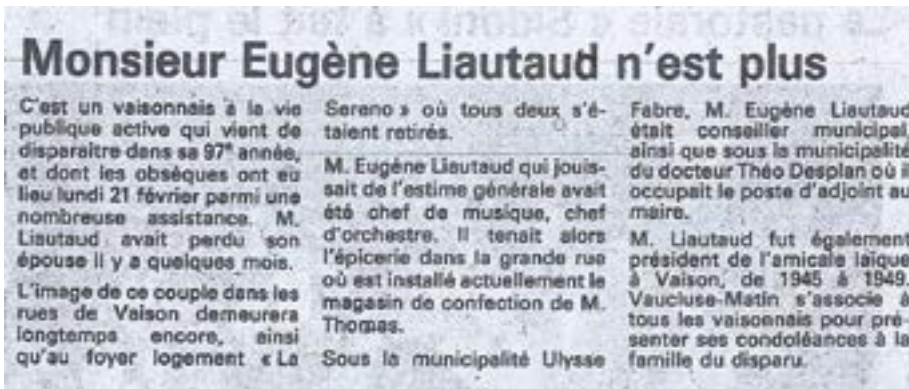 Monsieur Eugène Liautaud n'est plus
C'est un vaisonnais à la vie
publique active qui vient de
disparaitre dans sa 97e année,
et dont les obsèques ont eu
lieu lundi 21 février parmi une
nombreuse assistance. M.
Liautaud avait perdu son
épouse il y a quelques mois.
L'image de ce couple dans les
rues de Vaison demeurera
longtemps encore, ainsi
qu'au foyer logement « La
Sereno » où tous deux s'é-
taient retirés.
M. Eugène Liautaud qui jouis-
sait de l'estime générale avait
été chef de musique, chef
d'orchestre. Il tenait alors
l'épicerie dans la grande rue
où est installé actuellement le
magasin de confection de M.
Thomas.
Sous la municipalité Ulysse
Fabre, M. Eugène Liautaud
était conseiller municipal,
ainsi que sous la municipalité
du docteur Théo Desplan où il
occupait le poste d'adjoint au
maire.
M. Liautaud fut également
président de l'amicale laïque
à Vaison, de 1945 à 1949.
Vaucluse-Matin s'associe à
tous les vaisonnais pour pré-
senter ses condoléances à la
famille du disparu.